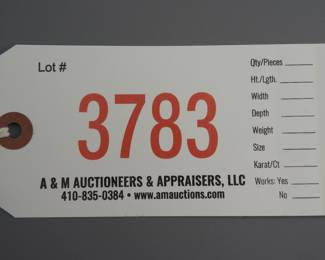 Lot #
3783
A & M AUCTIONEERS & APPRAISERS, LLC
410-835-0384 • www.amauctions.com
Qty/Pieces
Ht./Lgth.
Width
Depth
Weight
Size
Karat/Ct
Works: Yes
No